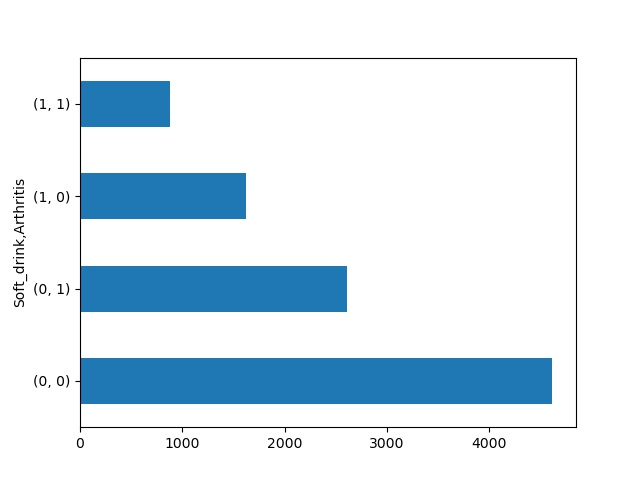 (1, 1)
(1, 0)
(0, 1)
(0, 0)
Soft_drink,Arthritis
0 1000 2000 3000 4000